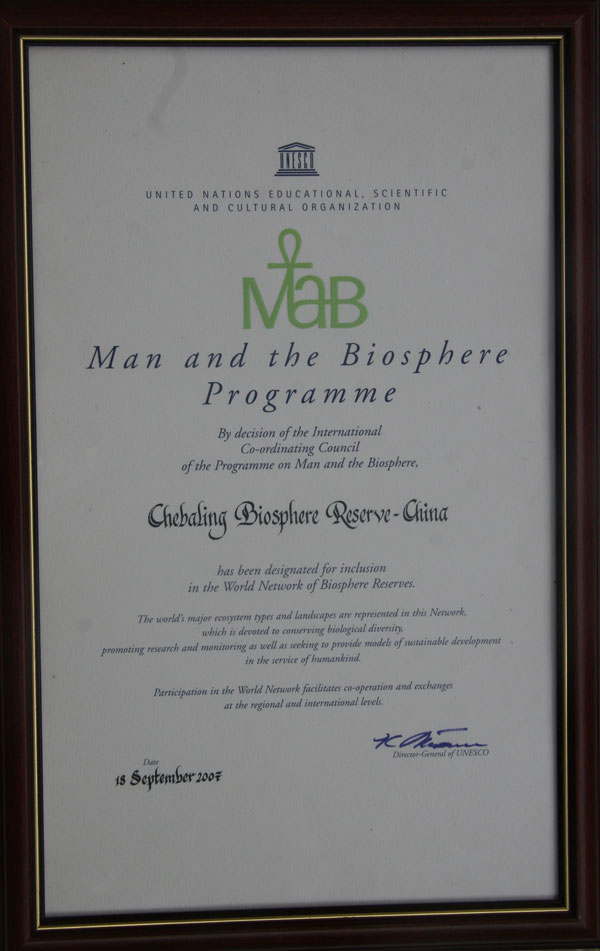 UNESCO
UNITED NATIONS EDUCATIONAL, SCIENTIFIC
AND CULTURAL ORGANIZATION
MaB
Man and the Biosphere
Programme
By decision of the International
Co-ordinating Council
of the Programme on Man and the Biosphere,
Chebaling Biosphere Reserve-China
has been designated for inclusion
in the World Network of Biosphere Reserves.
The world's major ecosystem types and landscapes are represented in this Network,
which is devoted to conserving biological diversity,
promoting research and monitoring as well as seeking to provide models of sustainable development
in the service of humankind.
Participation in the World Network facilitates co-operation and exchanges
at the regional and international levels.
Director-General of UNESCO
Date
18 September 2007